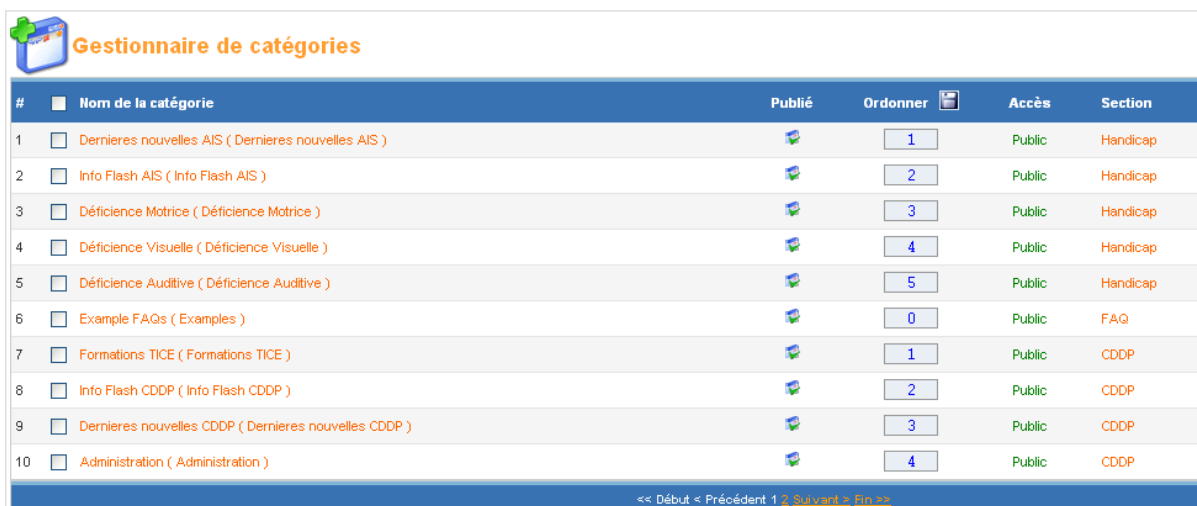 Gestionnaire de catégories
# Nom de la catégorie Publié Ordonner Accès Section
1 Dernieres nouvelles AIS ( Dernieres nouvelles AIS ) 1 Public Handicap
2 Info Flash AIS ( Info Flash AIS ) 2 Public Handicap
3 Déficience Motrice ( Déficience Motrice ) 3 Public Handicap
4 Déficience Visuelle ( Déficience Visuelle ) 4 Public Handicap
5 Déficience Auditive ( Déficience Auditive ) 5 Public Handicap
6 Example FAQs ( Examples ) 0 Public FAQ
7 Formations TICE ( Formations TICE ) 1 Public CDDP
8 Info Flash CDDP ( Info Flash CDDP ) 2 Public CDDP
9 Dernieres nouvelles CDDP ( Dernieres nouvelles CDDP ) 3 Public CDDP
10 Administration ( Administration ) 4 Public CDDP
<< Début < Précédent 1 2 Suivant > Fin >>